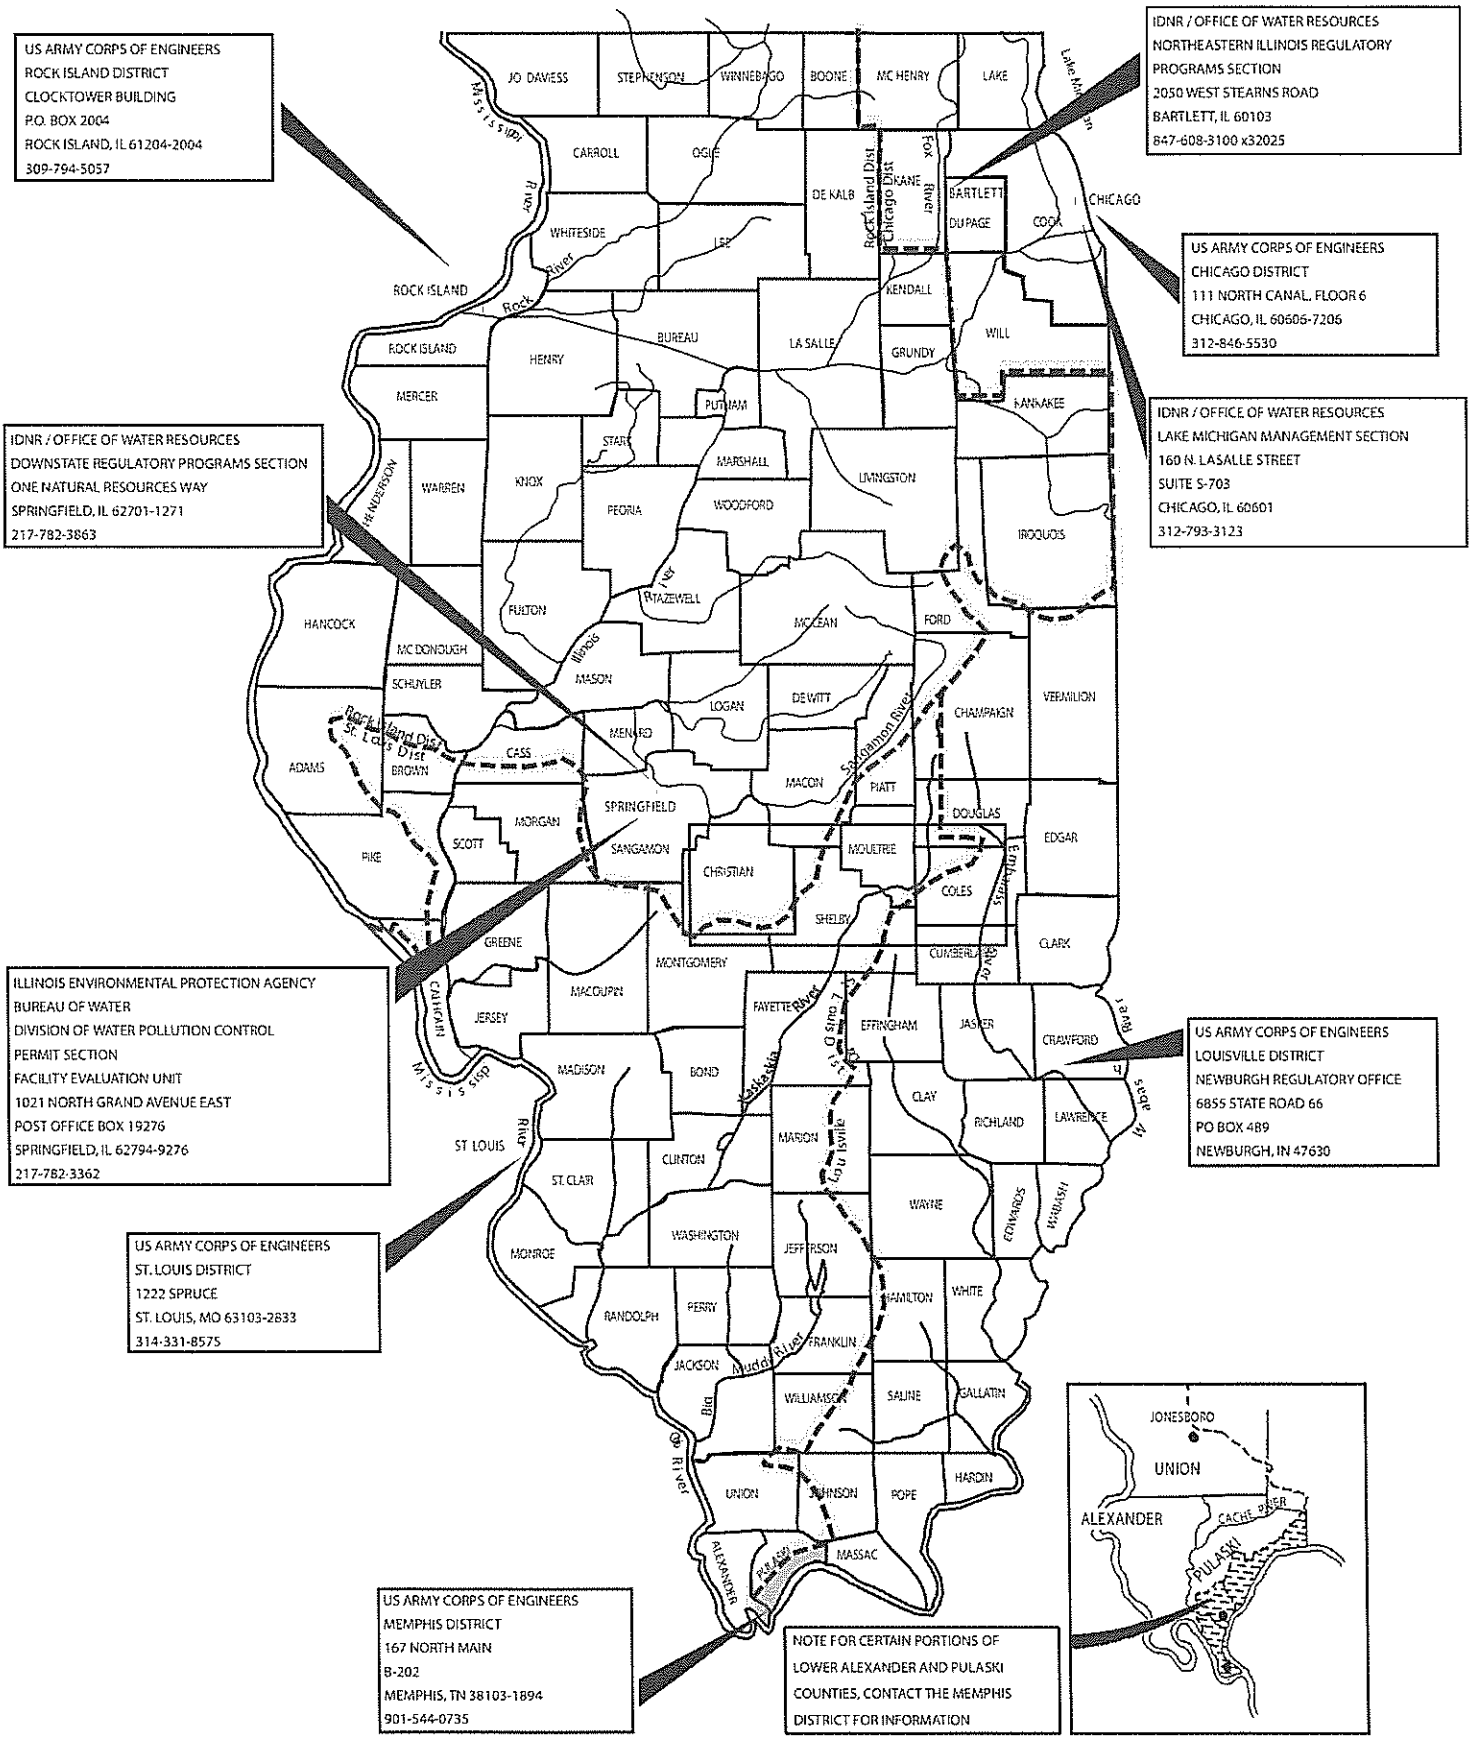 US ARMY CORPS OF ENGINEERS
ROCK ISLAND DISTRICT
CLOCKTOWER BUILDING
P.O. BOX 2004
ROCK ISLAND, IL 61204-2004
309-794-5057
IDNR / OFFICE OF WATER RESOURCES
NORTHEASTERN ILLINOIS REGULATORY
PROGRAMS SECTION
2050 WEST STEARNS ROAD
BARTLETT, IL 60103
847-608-3100 x32025
JO DAVIESS
STEPHENSON
WINNEBAGO
BOONE
MC HENRY
LAKE
Mississippi
River
CARROLL
OGLE
DE KALB
Rock Island Dist
Chicago Dist
KANE
Fox
River
BARTLETT
DU PAGE
COOK
CHICAGO
WHITESIDE
LEE
River
Rock
ROCK ISLAND
KENDALL
US ARMY CORPS OF ENGINEERS
CHICAGO DISTRICT
111 NORTH CANAL, FLOOR 6
CHICAGO, IL 60606-7206
312-846-5530
ROCK ISLAND
HENRY
BUREAU
LA SALLE
GRUNDY
WILL
MERCER
PUTNAM
KANKAKEE
IDNR / OFFICE OF WATER RESOURCES
LAKE MICHIGAN MANAGEMENT SECTION
160 N. LASALLE STREET
SUITE S-703
CHICAGO, IL 60601
312-793-3123
IDNR / OFFICE OF WATER RESOURCES
DOWNSTATE REGULATORY PROGRAMS SECTION
ONE NATURAL RESOURCES WAY
SPRINGFIELD, IL 62701-1271
217-782-3863
HENDERSON
WARREN
KNOX
STARK
MARSHALL
PEORIA
WOODFORD
LIVINGSTON
IROQUOIS
HANCOCK
MC DONOUGH
FULTON
River
TAZEWELL
MC LEAN
FORD
SCHUYLER
Illinois
MASON
LOGAN
DE WITT
Sangamon River
CHAMPAIGN
VERMILION
Rock Island Dist
St. Louis Dist
ADAMS
BROWN
CASS
MENARD
MACON
PIATT
SPRINGFIELD
DOUGLAS
EDGAR
PIKE
SCOTT
MORGAN
SANGAMON
CHRISTIAN
MOULTREE
COLES
Embarass
River
SHELBY
GREENE
CUMBERLAND
CLARK
MONTGOMERY
MACOUPIN
CALHOUN
JERSEY
FAYETTE
River
Kaskaskia
EFFINGHAM
JASPER
CRAWFORD
River
ILLINOIS ENVIRONMENTAL PROTECTION AGENCY
BUREAU OF WATER
DIVISION OF WATER POLLUTION CONTROL
PERMIT SECTION
FACILITY EVALUATION UNIT
1021 NORTH GRAND AVENUE EAST
POST OFFICE BOX 19276
SPRINGFIELD, IL 62794-9276
217-782-3362
US ARMY CORPS OF ENGINEERS
LOUISVILLE DISTRICT
NEWBURGH REGULATORY OFFICE
6855 STATE ROAD 66
PO BOX 489
NEWBURGH, IN 47630
MADISON
BOND
Louisville
CLAY
RICHLAND
LAWRENCE
ST LOUIS
River
ST. CLAIR
CLINTON
MARION
WAYNE
EDWARDS
WABASH
US ARMY CORPS OF ENGINEERS
ST. LOUIS DISTRICT
1222 SPRUCE
ST. LOUIS, MO 63103-2833
314-331-8575
MONROE
WASHINGTON
JEFFERSON
RANDOLPH
PERRY
HAMILTON
WHITE
FRANKLIN
JACKSON
Muddy River
Big
WILLIAMSON
SALINE
GALLATIN
River
UNION
JOHNSON
POPE
HARDIN
ALEXANDER
PULASKI
MASSAC
JONESBORO
UNION
ALEXANDER
CACHE RIVER
PULASKI
US ARMY CORPS OF ENGINEERS
MEMPHIS DISTRICT
167 NORTH MAIN
B-202
MEMPHIS, TN 38103-1894
901-544-0735
NOTE FOR CERTAIN PORTIONS OF
LOWER ALEXANDER AND PULASKI
COUNTIES, CONTACT THE MEMPHIS
DISTRICT FOR INFORMATION